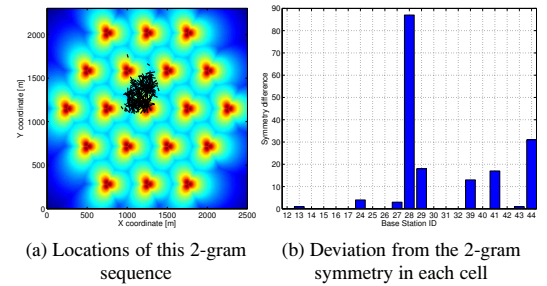 2000
1500
1000
500
0
Y coordinate [m]
0 500 1000 1500 2000 2500
X coordinate [m]
90
80
70
60
50
40
30
20
10
0
Symmetry difference
12 13 14 15 16 17 24 25 26 27 28 29 30 31 32 38 39 40 41 42 43 44
Base Station ID
(a) Locations of this 2-gram
sequence
(b) Deviation from the 2-gram
symmetry in each cell